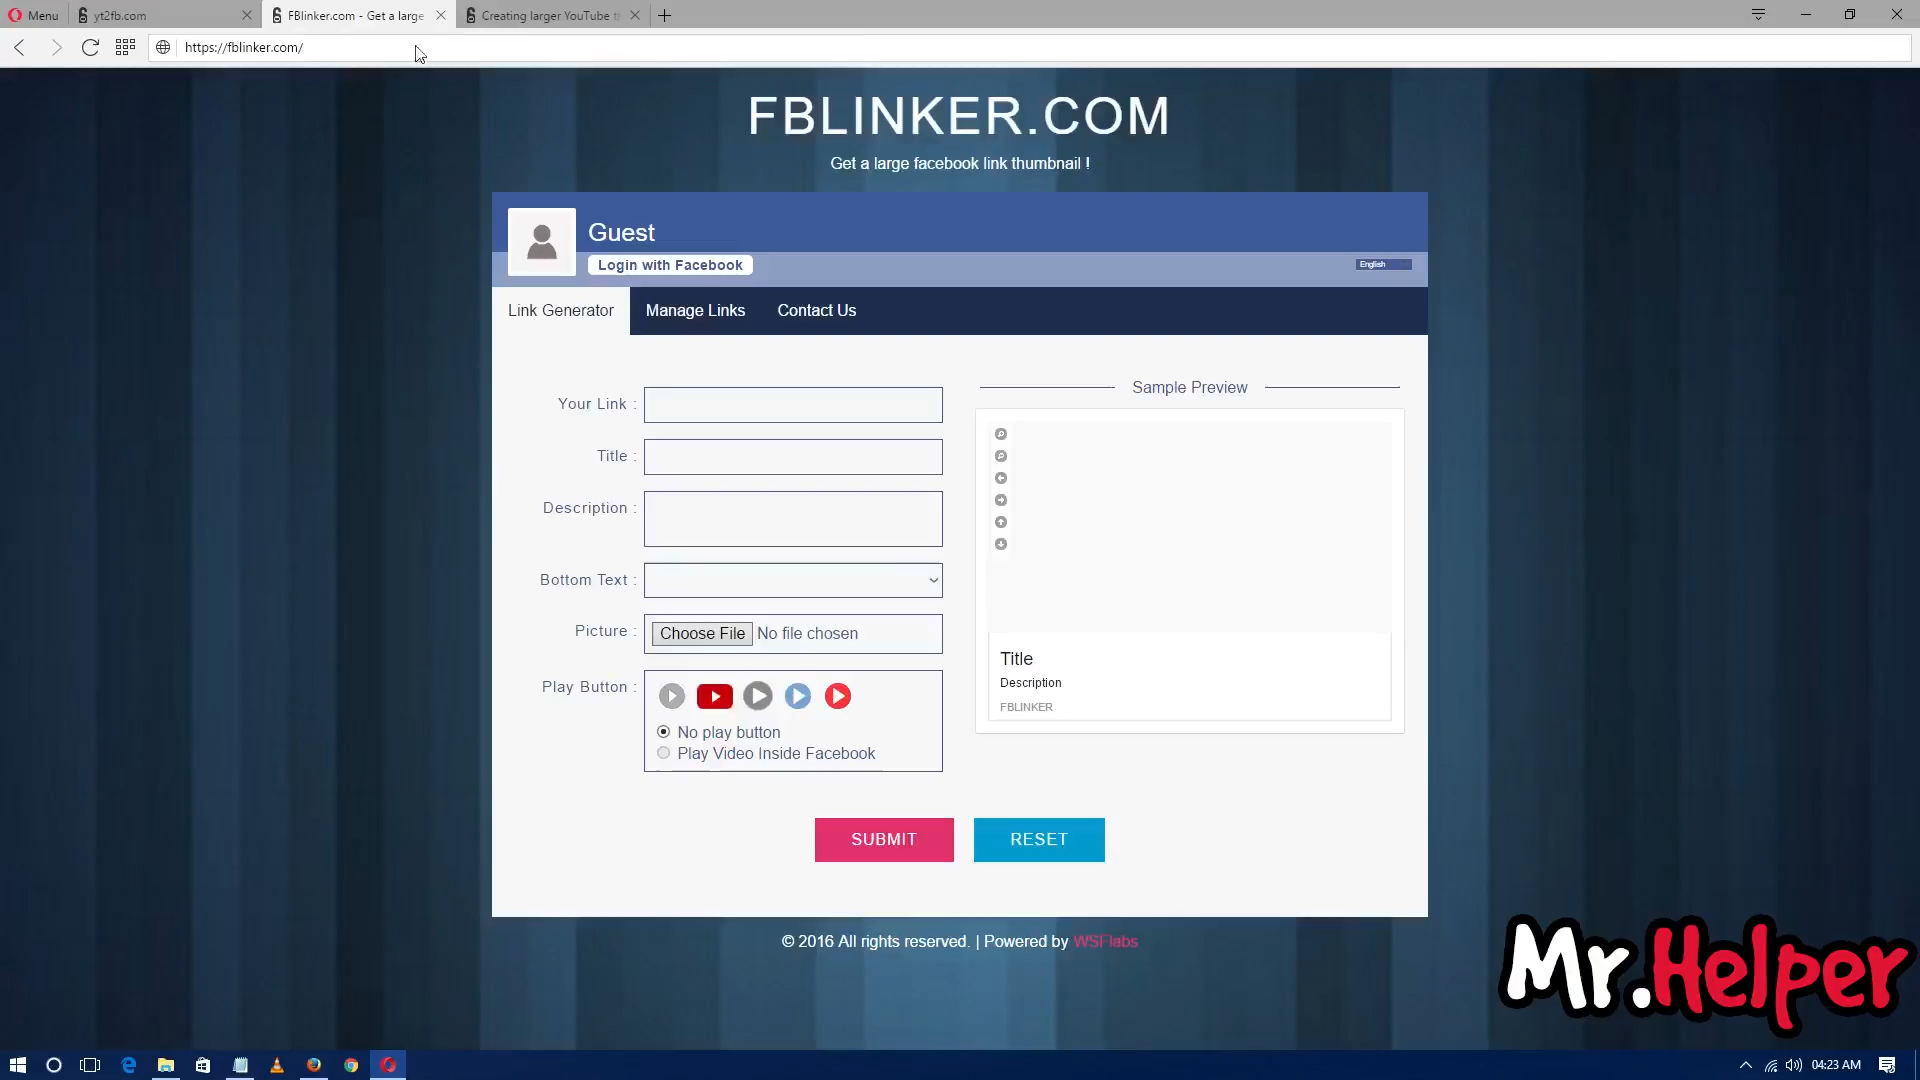 Menu
yt2fb.com
FBlinker.com - Get a large
Creating larger YouTube t
https://fblinker.com/
FBLINKER.COM
Get a large facebook link thumbnail !
Guest
Login with Facebook
English
Link Generator
Manage Links
Contact Us
Your Link :
Title :
Description :
Bottom Text :
Picture :
Choose File No file chosen
Play Button :
No play button
Play Video Inside Facebook
Sample Preview
Title
Description
FBLINKER
SUBMIT
RESET
© 2016 All rights reserved. | Powered by WSFlabs
Mr.Helper
04:23 AM